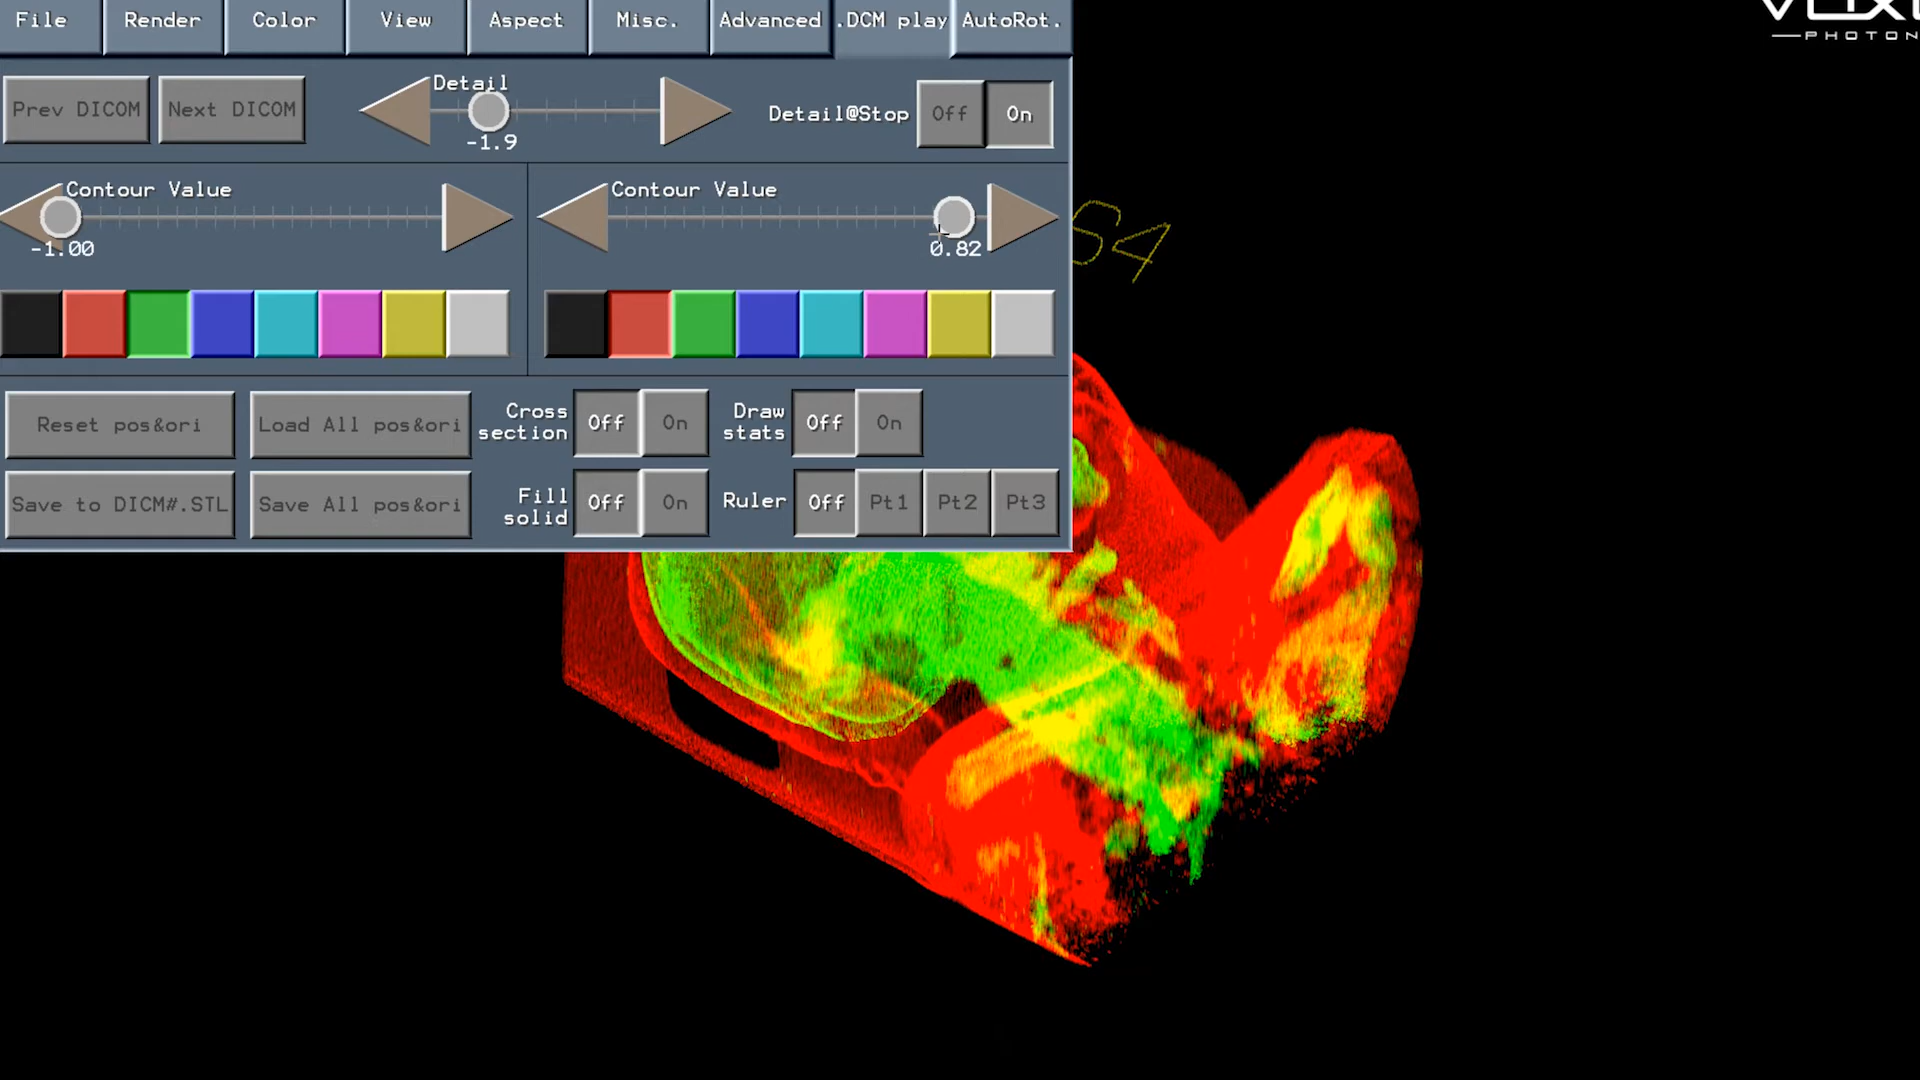 File Render Color View Aspect Misc. Advanced .DCM play AutoRot.
Prev DICOM Next DICOM Detail -1.9 Detail@Stop Off On
Contour Value -1.00
Contour Value 0.82
54
Reset pos&ori Load All pos&ori Cross section Off On Draw stats Off On
Save to DICM#.STL Save All pos&ori Fill solid Off On Ruler Off Pt1 Pt2 Pt3
PHOTON